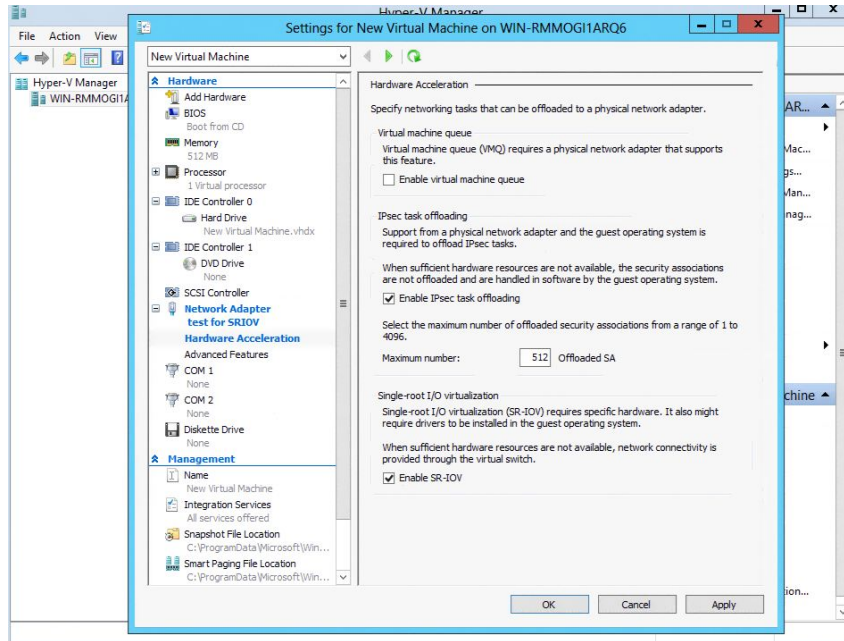 Hyper-V Manager
File Action View
Hyper-V Manager
WIN-RMMOGI1A
Settings for New Virtual Machine on WIN-RMMOGI1ARQ6
New Virtual Machine
Hardware
Add Hardware
BIOS
Boot from CD
Memory
512 MB
Processor
1 Virtual processor
IDE Controller 0
Hard Drive
New Virtual Machine.vhdx
IDE Controller 1
DVD Drive
None
SCSI Controller
Network Adapter
test for SRIOV
Hardware Acceleration
Advanced Features
COM 1
None
COM 2
None
Diskette Drive
None
Management
Name
New Virtual Machine
Integration Services
All services offered
Snapshot File Location
C:\ProgramData\Microsoft\Win...
Smart Paging File Location
C:\ProgramData\Microsoft\Win...
Hardware Acceleration
Specify networking tasks that can be offloaded to a physical network adapter.
Virtual machine queue
Virtual machine queue (VMQ) requires a physical network adapter that supports
this feature.
Enable virtual machine queue
IPsec task offloading
Support from a physical network adapter and the guest operating system is
required to offload IPsec tasks.
When sufficient hardware resources are not available, the security associations
are not offloaded and are handled in software by the guest operating system.
Enable IPsec task offloading
Select the maximum number of offloaded security associations from a range of 1 to
4096.
Maximum number: 512 Offloaded SA
Single-root I/O virtualization
Single-root I/O virtualization (SR-IOV) requires specific hardware. It also might
require drivers to be installed in the guest operating system.
When sufficient hardware resources are not available, network connectivity is
provided through the virtual switch.
Enable SR-IOV
OK Cancel Apply
AR...
Mac...
gs...
Man...
nag...
chine
ion...